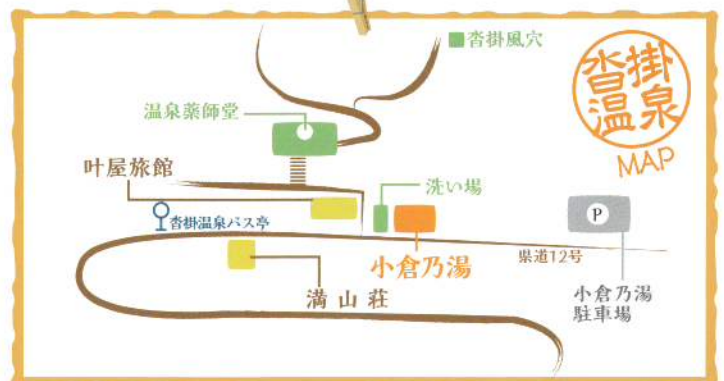 沓掛風穴
沓掛
温泉
MAP
温泉薬師堂
叶屋旅館
洗い場
沓掛温泉バス亭
P
小倉乃湯
県道12号
満山荘
小倉乃湯
駐車場